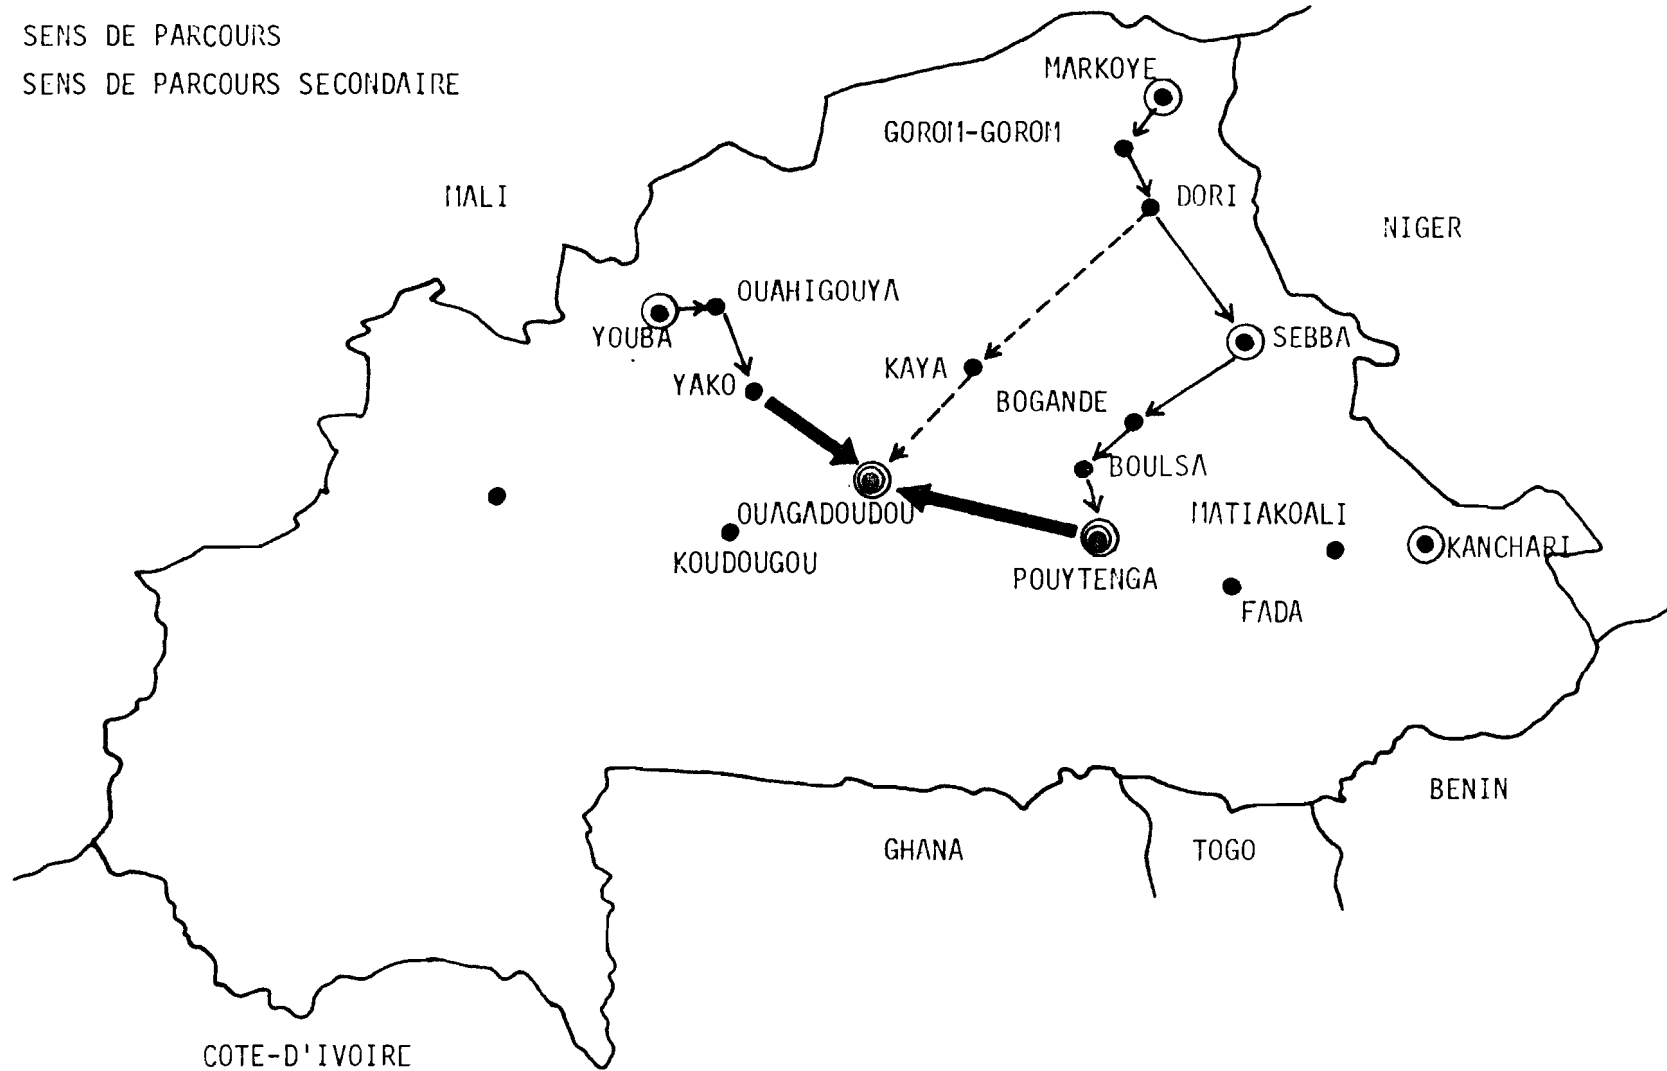 SENS DE PARCOURS
SENS DE PARCOURS SECONDAIRE
MARKOYE
GOROM-GOROM
MALI
DORI
NIGER
OUAHIGOUYA
YOUBA
SEBBA
KAYA
YAKO
BOGANDE
BOULSA
OUAGADOUDOU
MATIAKOALI
KOUDOUGOU
KANCHARI
POUYTENGA
FADA
BENIN
GHANA
TOGO
COTE-D'IVOIRE